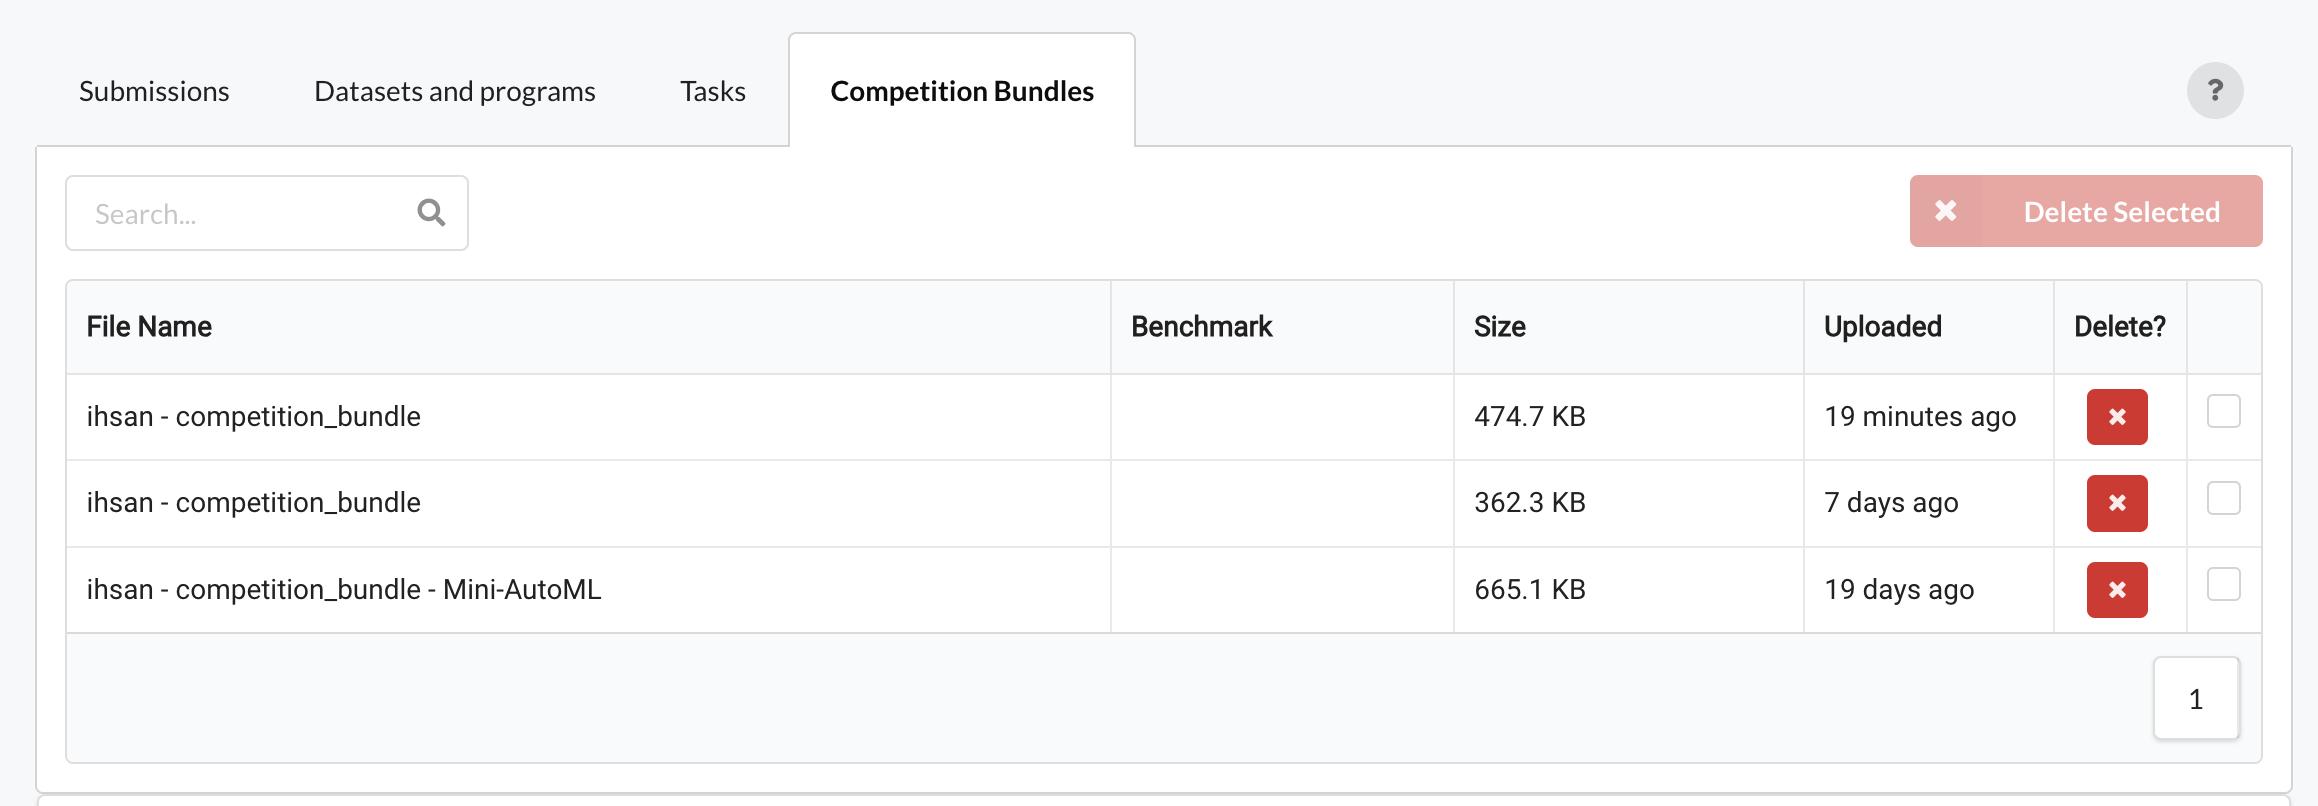 Submissions Datasets and programs Tasks Competition Bundles ?
Search... Delete Selected
File Name Benchmark Size Uploaded Delete?
ihsan - competition_bundle 474.7 KB 19 minutes ago
ihsan - competition_bundle 362.3 KB 7 days ago
ihsan - competition_bundle - Mini-AutoML 665.1 KB 19 days ago
1